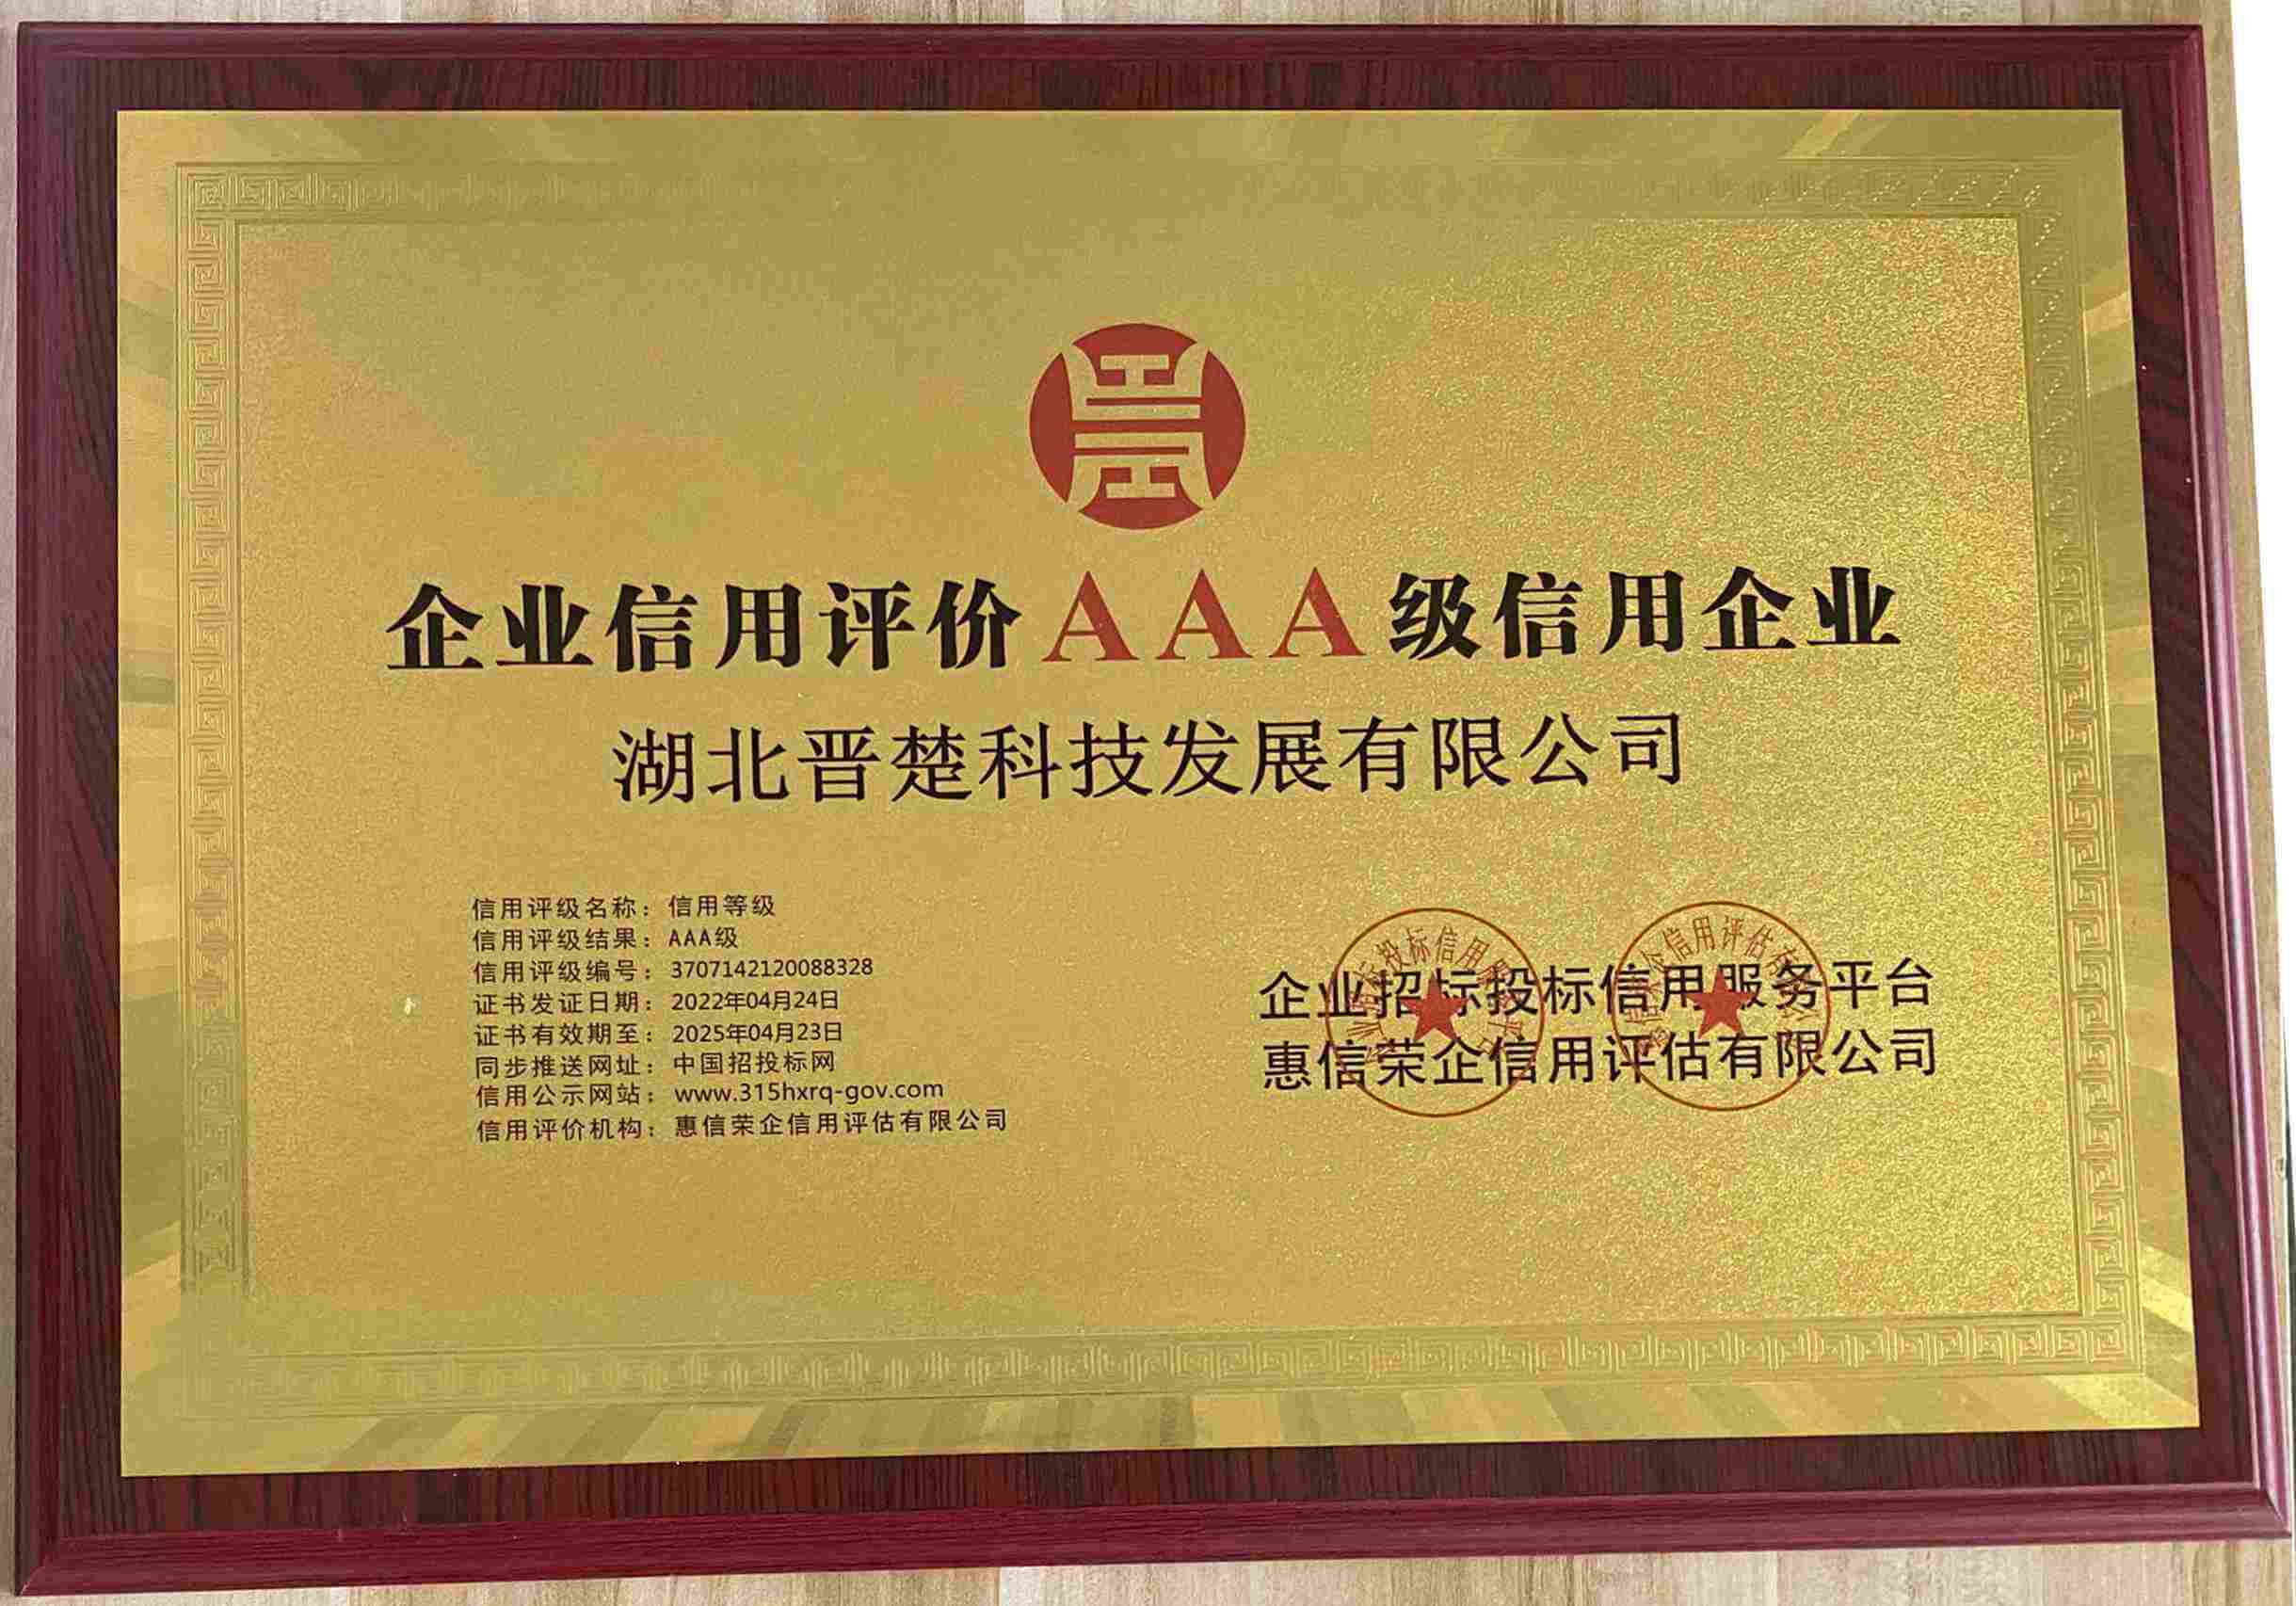 企业信用评价AAA级信用企业
湖北晋楚科技发展有限公司
信用评级名称：信用等级
信用评级结果：AAA级
信用评级编号：3707142120088328
证书发证日期：2022年04月24日
证书有效期至：2025年04月23日
同步推送网址：中国招投标网
信用公示网站：www.315hxrq-gov.com
信用评价机构：惠信荣企信用评估有限公司
企业招标投标信用服务平台
惠信荣企信用评估有限公司